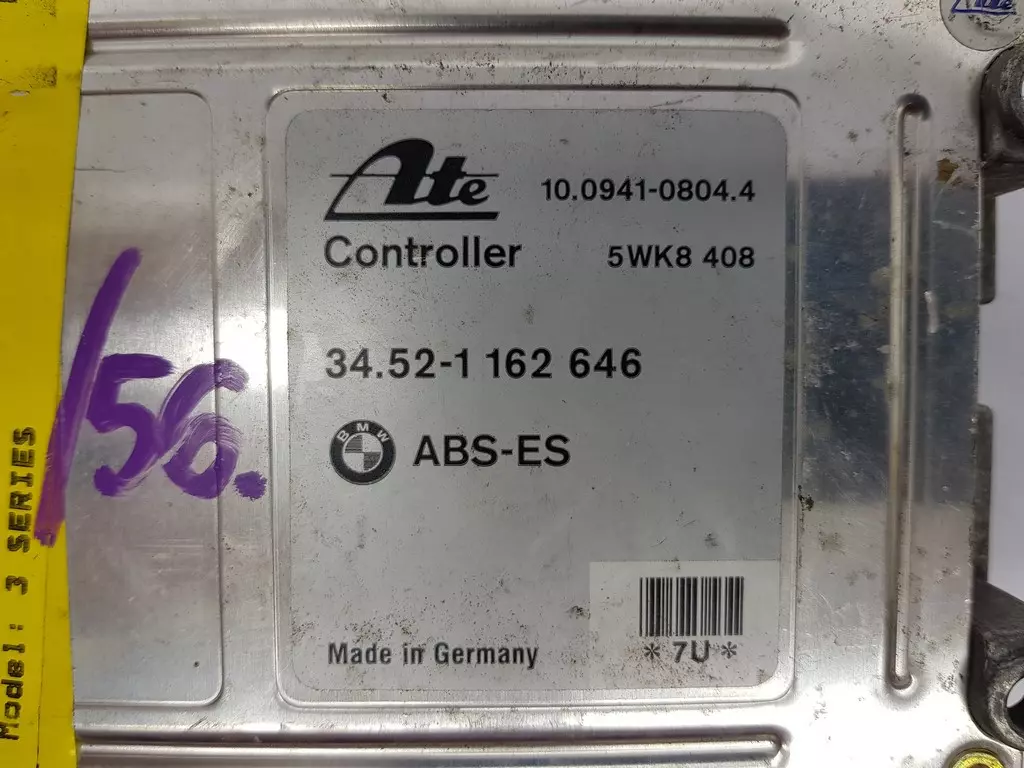 Ate
Ate 10.0941-0804.4
Controller 5WK8 408
34.52-1 162 646
BMW ABS-ES
Made in Germany
*7U*
/56.
Model: 3 SERIES